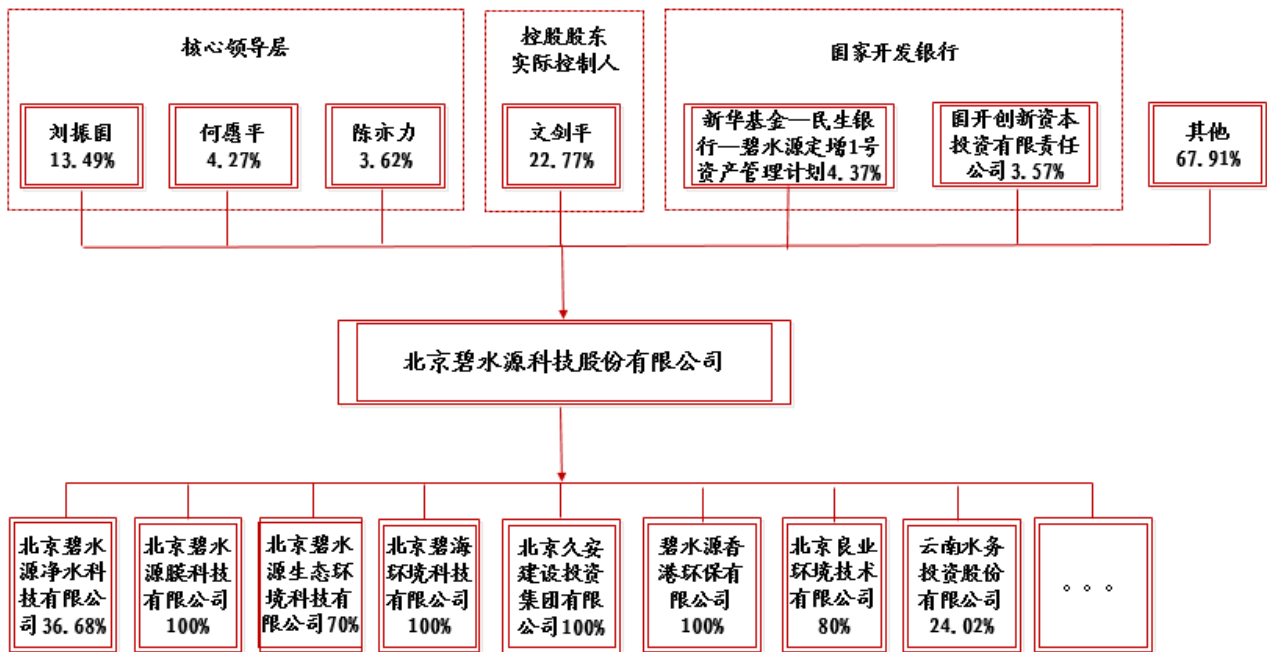 核心领导层
控股股东
实际控制人
国家开发银行
刘振国
13.49%
何愿平
4.27%
陈亦力
3.62%
文剑平
22.77%
新华基金—民生银
行—碧水源定增1号
资产管理计划4.37%
国开创新资本
投资有限责任
公司3.57%
其他
67.91%
北京碧水源科技股份有限公司
北京碧水
源净水科
技有限公
司36.68%
北京碧水
源膜科技
有限公司
100%
北京碧水
源生态环
境科技有
限公司70%
北京碧海
环境科技
有限公司
100%
北京久安
建设投资
集团有限
公司100%
碧水源香
港环保有
限公司
100%
北京良业
环境技术
有限公司
80%
云南水务
投资股份
有限公司
24.02%
。。。